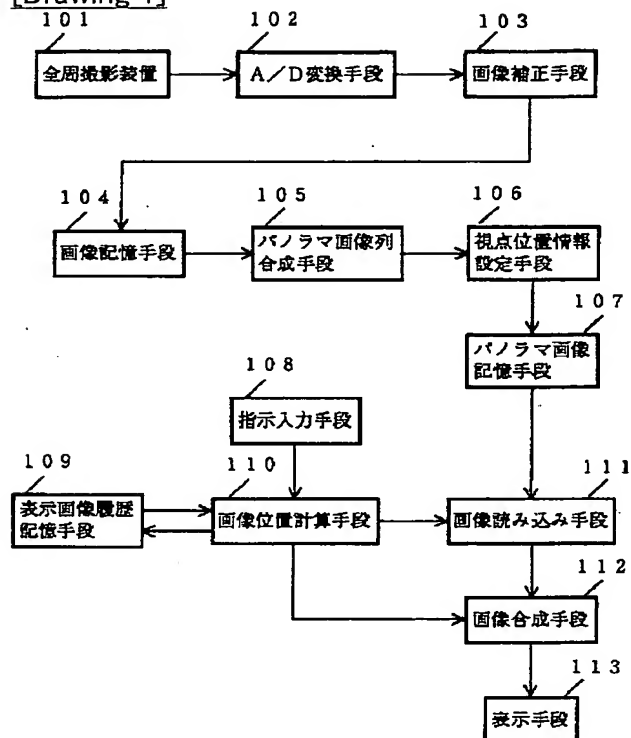 [Drawing 1]
101
102
103
全周撮影装置
A/D変換手段
画像補正手段
104
105
106
画像記憶手段
パノラマ画像列
合成手段
視点位置情報
設定手段
107
パノラマ画像
記憶手段
108
指示入力手段
109
110
111
表示画像履歴
記憶手段
画像位置計算手段
画像読み込み手段
112
画像合成手段
113
表示手段